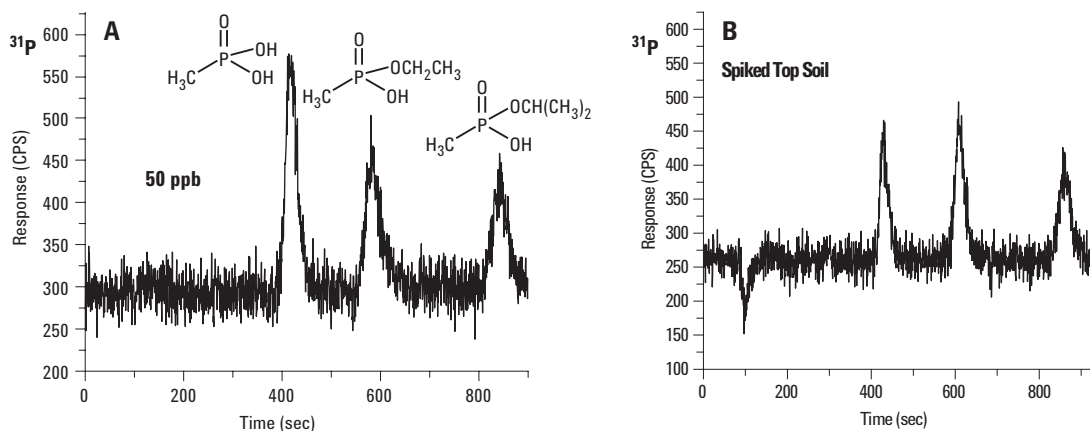 A
³¹P
O
P
OH
OH
H₃C
O
P
OCH₂CH₃
OH
H₃C
O
P
OCH(CH₃)₂
OH
H₃C
50 ppb
Response (CPS)
600
550
500
450
400
350
300
250
200
0
200
400
600
800
Time (sec)
B
³¹P
Spiked Top Soil
Response (CPS)
600
550
500
450
400
350
300
250
200
150
100
0
200
400
600
800
Time (sec)